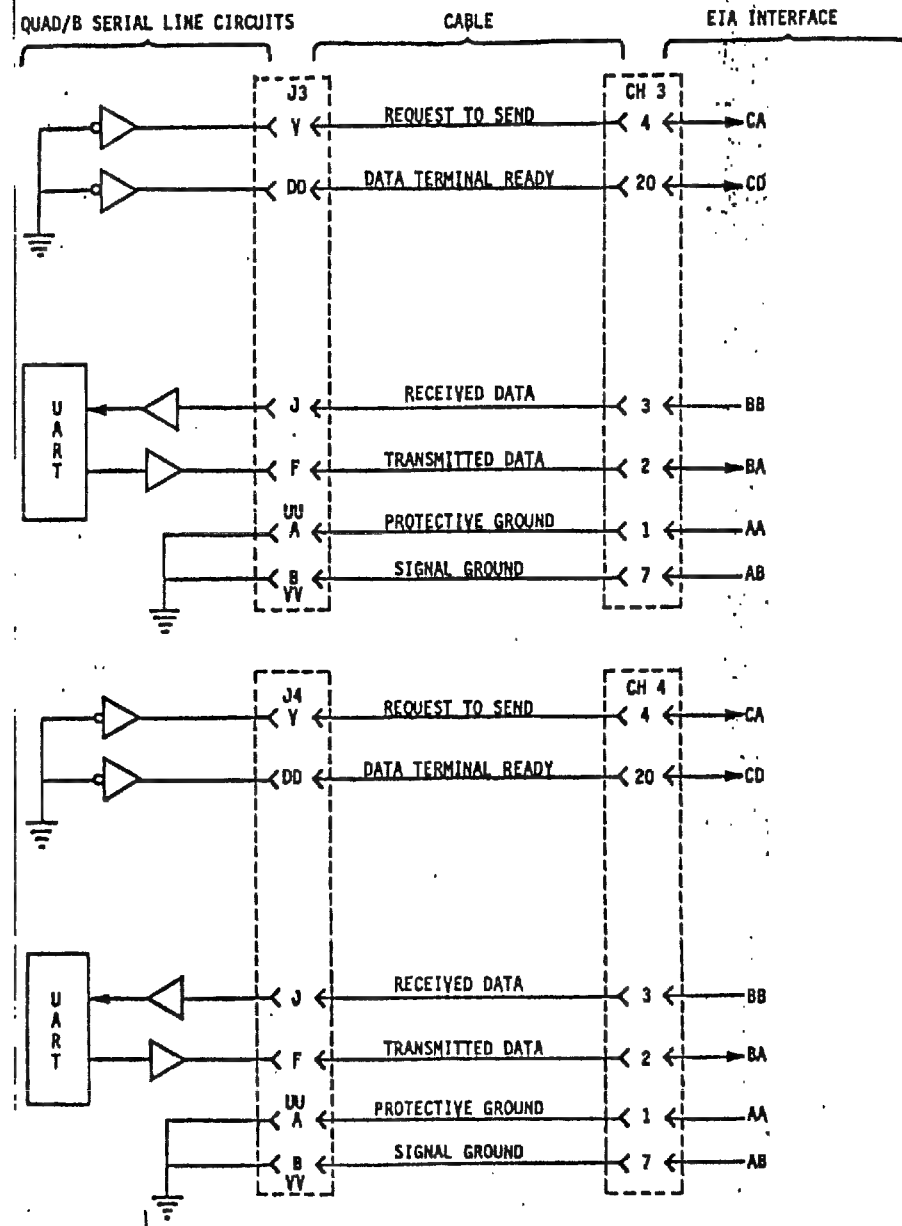 QUAD/B SERIAL LINE CIRCUITS CABLE EIA INTERFACE
J3 CH 3
Y REQUEST TO SEND 4 CA
DD DATA TERMINAL READY 20 CD
UART
J RECEIVED DATA 3 BB
F TRANSMITTED DATA 2 BA
UU
A PROTECTIVE GROUND 1 AA
B SIGNAL GROUND 7 AB
VV
J4 CH 4
Y REQUEST TO SEND 4 CA
DD DATA TERMINAL READY 20 CD
UART
J RECEIVED DATA 3 BB
F TRANSMITTED DATA 2 BA
UU
A PROTECTIVE GROUND 1 AA
B SIGNAL GROUND 7 AB
VV